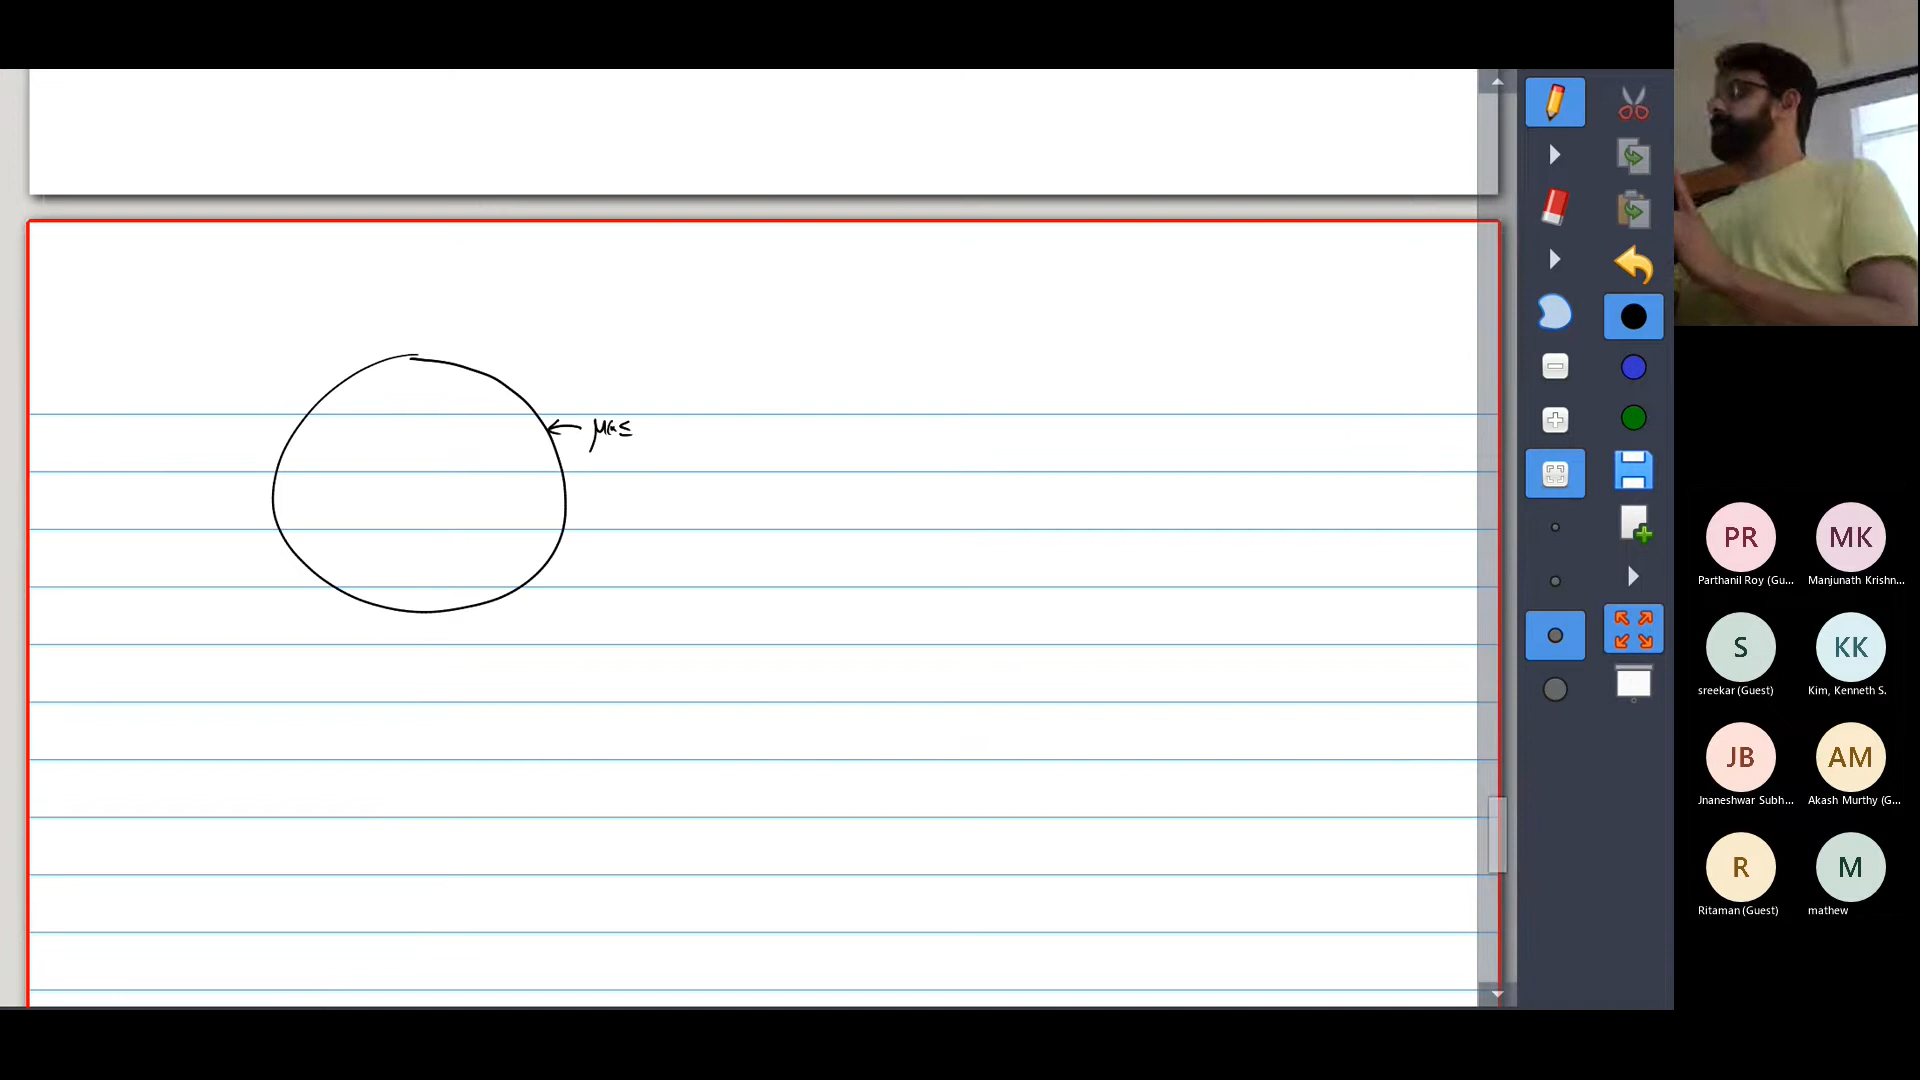 PR
MK
Parthanil Roy (Gu...
Manjunath Krishn...
S
KK
sreekar (Guest)
Kim, Kenneth S.
JB
AM
Jnaneshwar Subh...
Akash Murthy (G...
R
M
Ritaman (Guest)
mathew